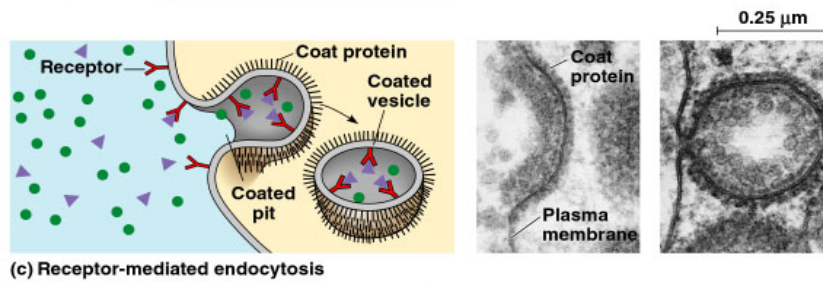 0.25 μm
Receptor
Coat protein
Coated
vesicle
Coated
pit
Coat
protein
Plasma
membrane
(c) Receptor-mediated endocytosis